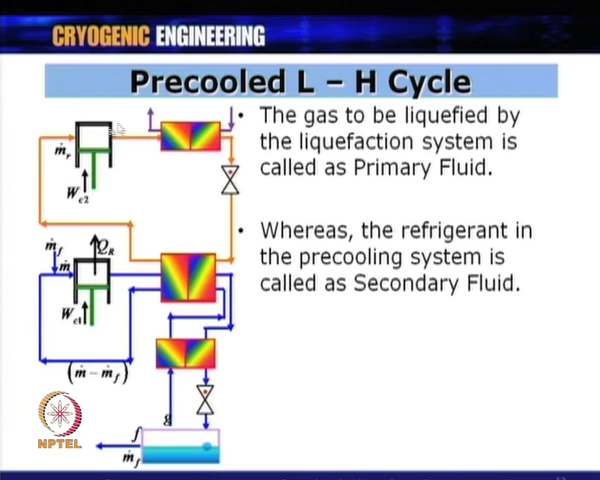 CRYOGENIC ENGINEERING
Precooled L – H Cycle
• The gas to be liquefied by
the liquefaction system is
called as Primary Fluid.
• Whereas, the refrigerant in
the precooling system is
called as Secondary Fluid.
ṁr
Wc2
ṁf
QR
ṁ
Wc1
(ṁ − ṁf)
g
f
ṁf
NPTEL